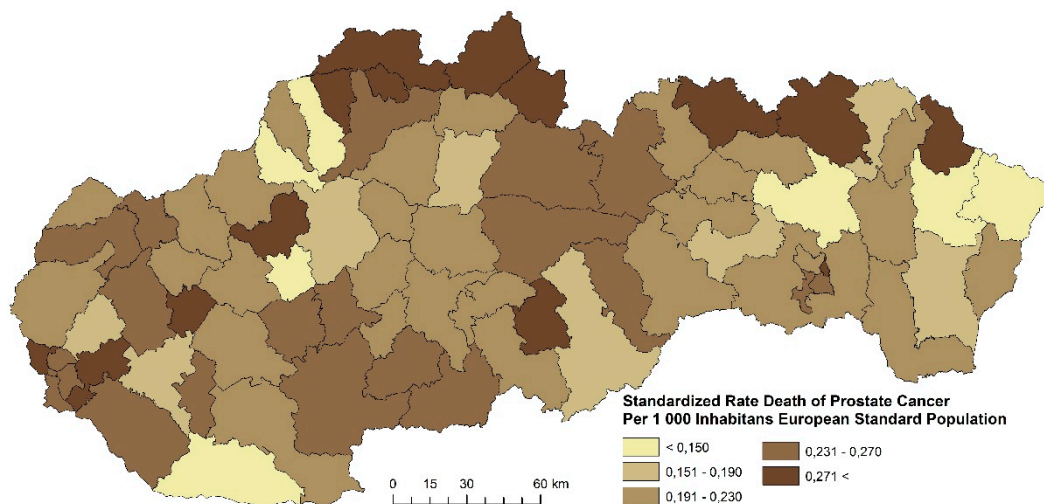 Standardized Rate Death of Prostate Cancer
Per 1 000 Inhabitans European Standard Population
< 0,150
0,151 - 0,190
0,191 - 0,230
0,231 - 0,270
0,271 <
0 15 30 60 km